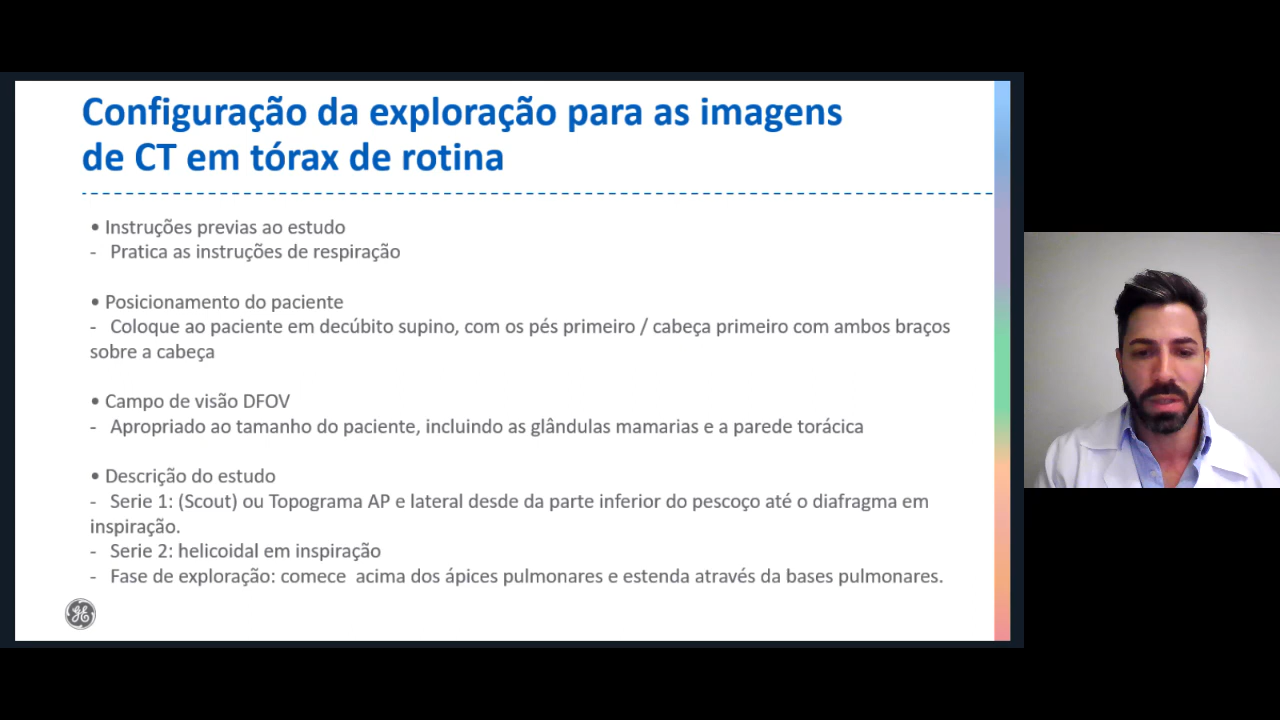 Configuração da exploração para as imagens
de CT em tórax de rotina
• Instruções previas ao estudo
- Pratica as instruções de respiração
• Posicionamento do paciente
- Coloque ao paciente em decúbito supino, com os pés primeiro / cabeça primeiro com ambos braços
sobre a cabeça
• Campo de visão DFOV
- Apropriado ao tamanho do paciente, incluindo as glândulas mamarias e a parede torácica
• Descrição do estudo
- Serie 1: (Scout) ou Topograma AP e lateral desde da parte inferior do pescoço até o diafragma em
inspiração.
- Serie 2: helicoidal em inspiração
- Fase de exploração: comece acima dos ápices pulmonares e estenda através da bases pulmonares.
GE